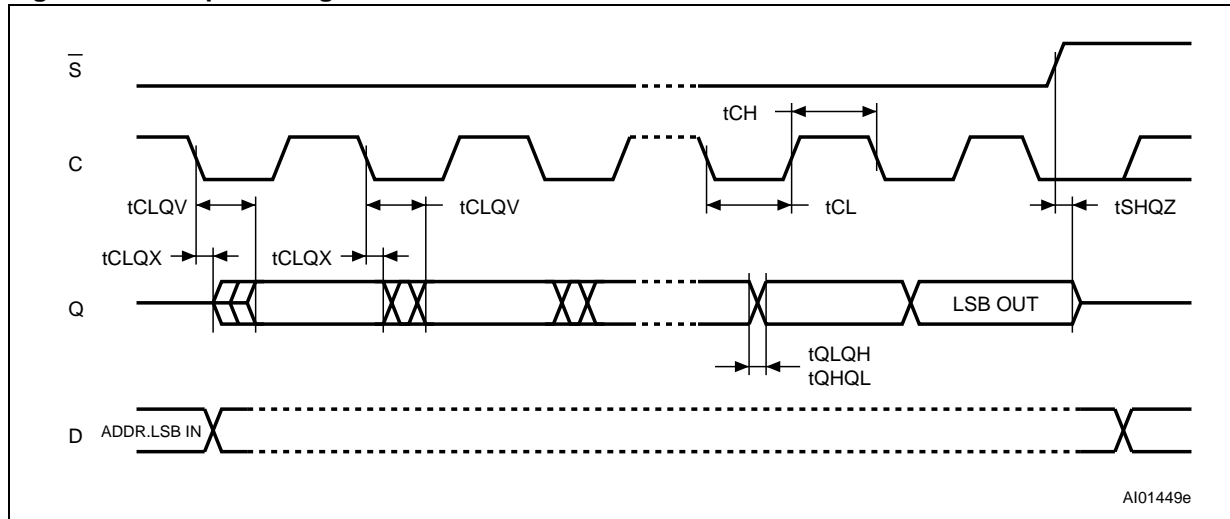 S
tCH
C
tCLQV
tCLQV
tCL
tSHQZ
tCLQX
tCLQX
Q
LSB OUT
tQLQH
tQHQL
D
ADDR.LSB IN
AI01449e